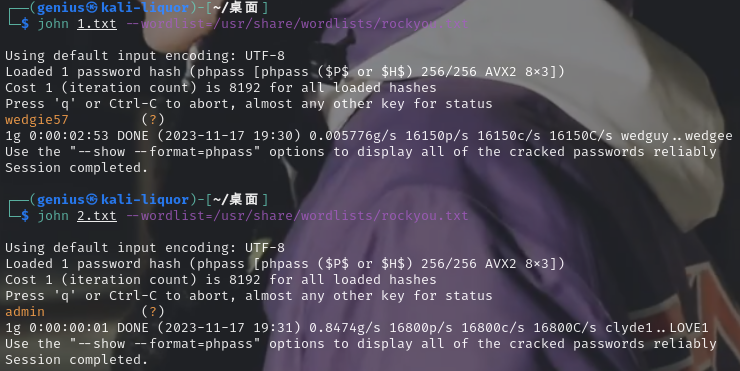 ┌──(genius㉿kali-liquor)-[~/桌面]
└─$ john 1.txt --wordlist=/usr/share/wordlists/rockyou.txt
Using default input encoding: UTF-8
Loaded 1 password hash (phpass [phpass ($P$ or $H$) 256/256 AVX2 8×3])
Cost 1 (iteration count) is 8192 for all loaded hashes
Press 'q' or Ctrl-C to abort, almost any other key for status
wedgie57 (?)
1g 0:00:02:53 DONE (2023-11-17 19:30) 0.005776g/s 16150p/s 16150c/s 16150C/s wedguy..wedgee
Use the "--show --format=phpass" options to display all of the cracked passwords reliably
Session completed.
┌──(genius㉿kali-liquor)-[~/桌面]
└─$ john 2.txt --wordlist=/usr/share/wordlists/rockyou.txt
Using default input encoding: UTF-8
Loaded 1 password hash (phpass [phpass ($P$ or $H$) 256/256 AVX2 8×3])
Cost 1 (iteration count) is 8192 for all loaded hashes
Press 'q' or Ctrl-C to abort, almost any other key for status
admin (?)
1g 0:00:00:01 DONE (2023-11-17 19:31) 0.8474g/s 16800p/s 16800c/s 16800C/s clyde1..LOVE1
Use the "--show --format=phpass" options to display all of the cracked passwords reliably
Session completed.